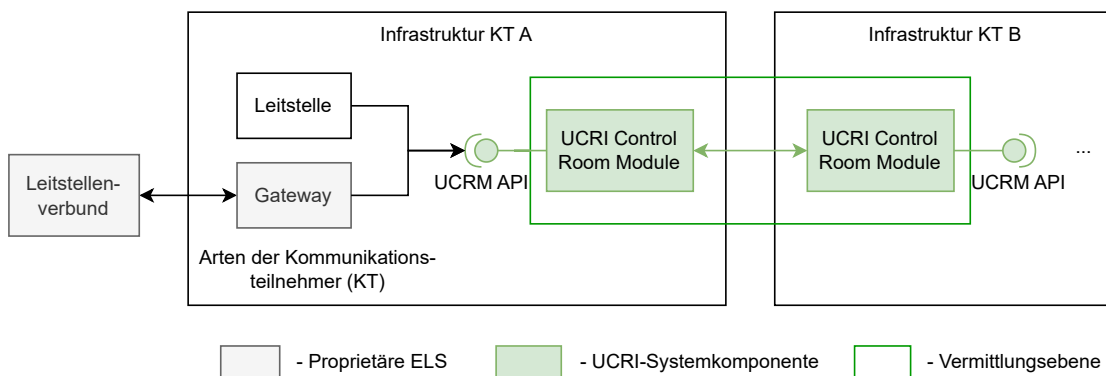 Infrastruktur KT A
Infrastruktur KT B
Leitstelle
UCRI Control
Room Module
UCRI Control
Room Module
...
Leitstellen-
verbund
Gateway
UCRM API
UCRM API
Arten der Kommunikations-
teilnehmer (KT)
- Proprietäre ELS
- UCRI-Systemkomponente
- Vermittlungsebene